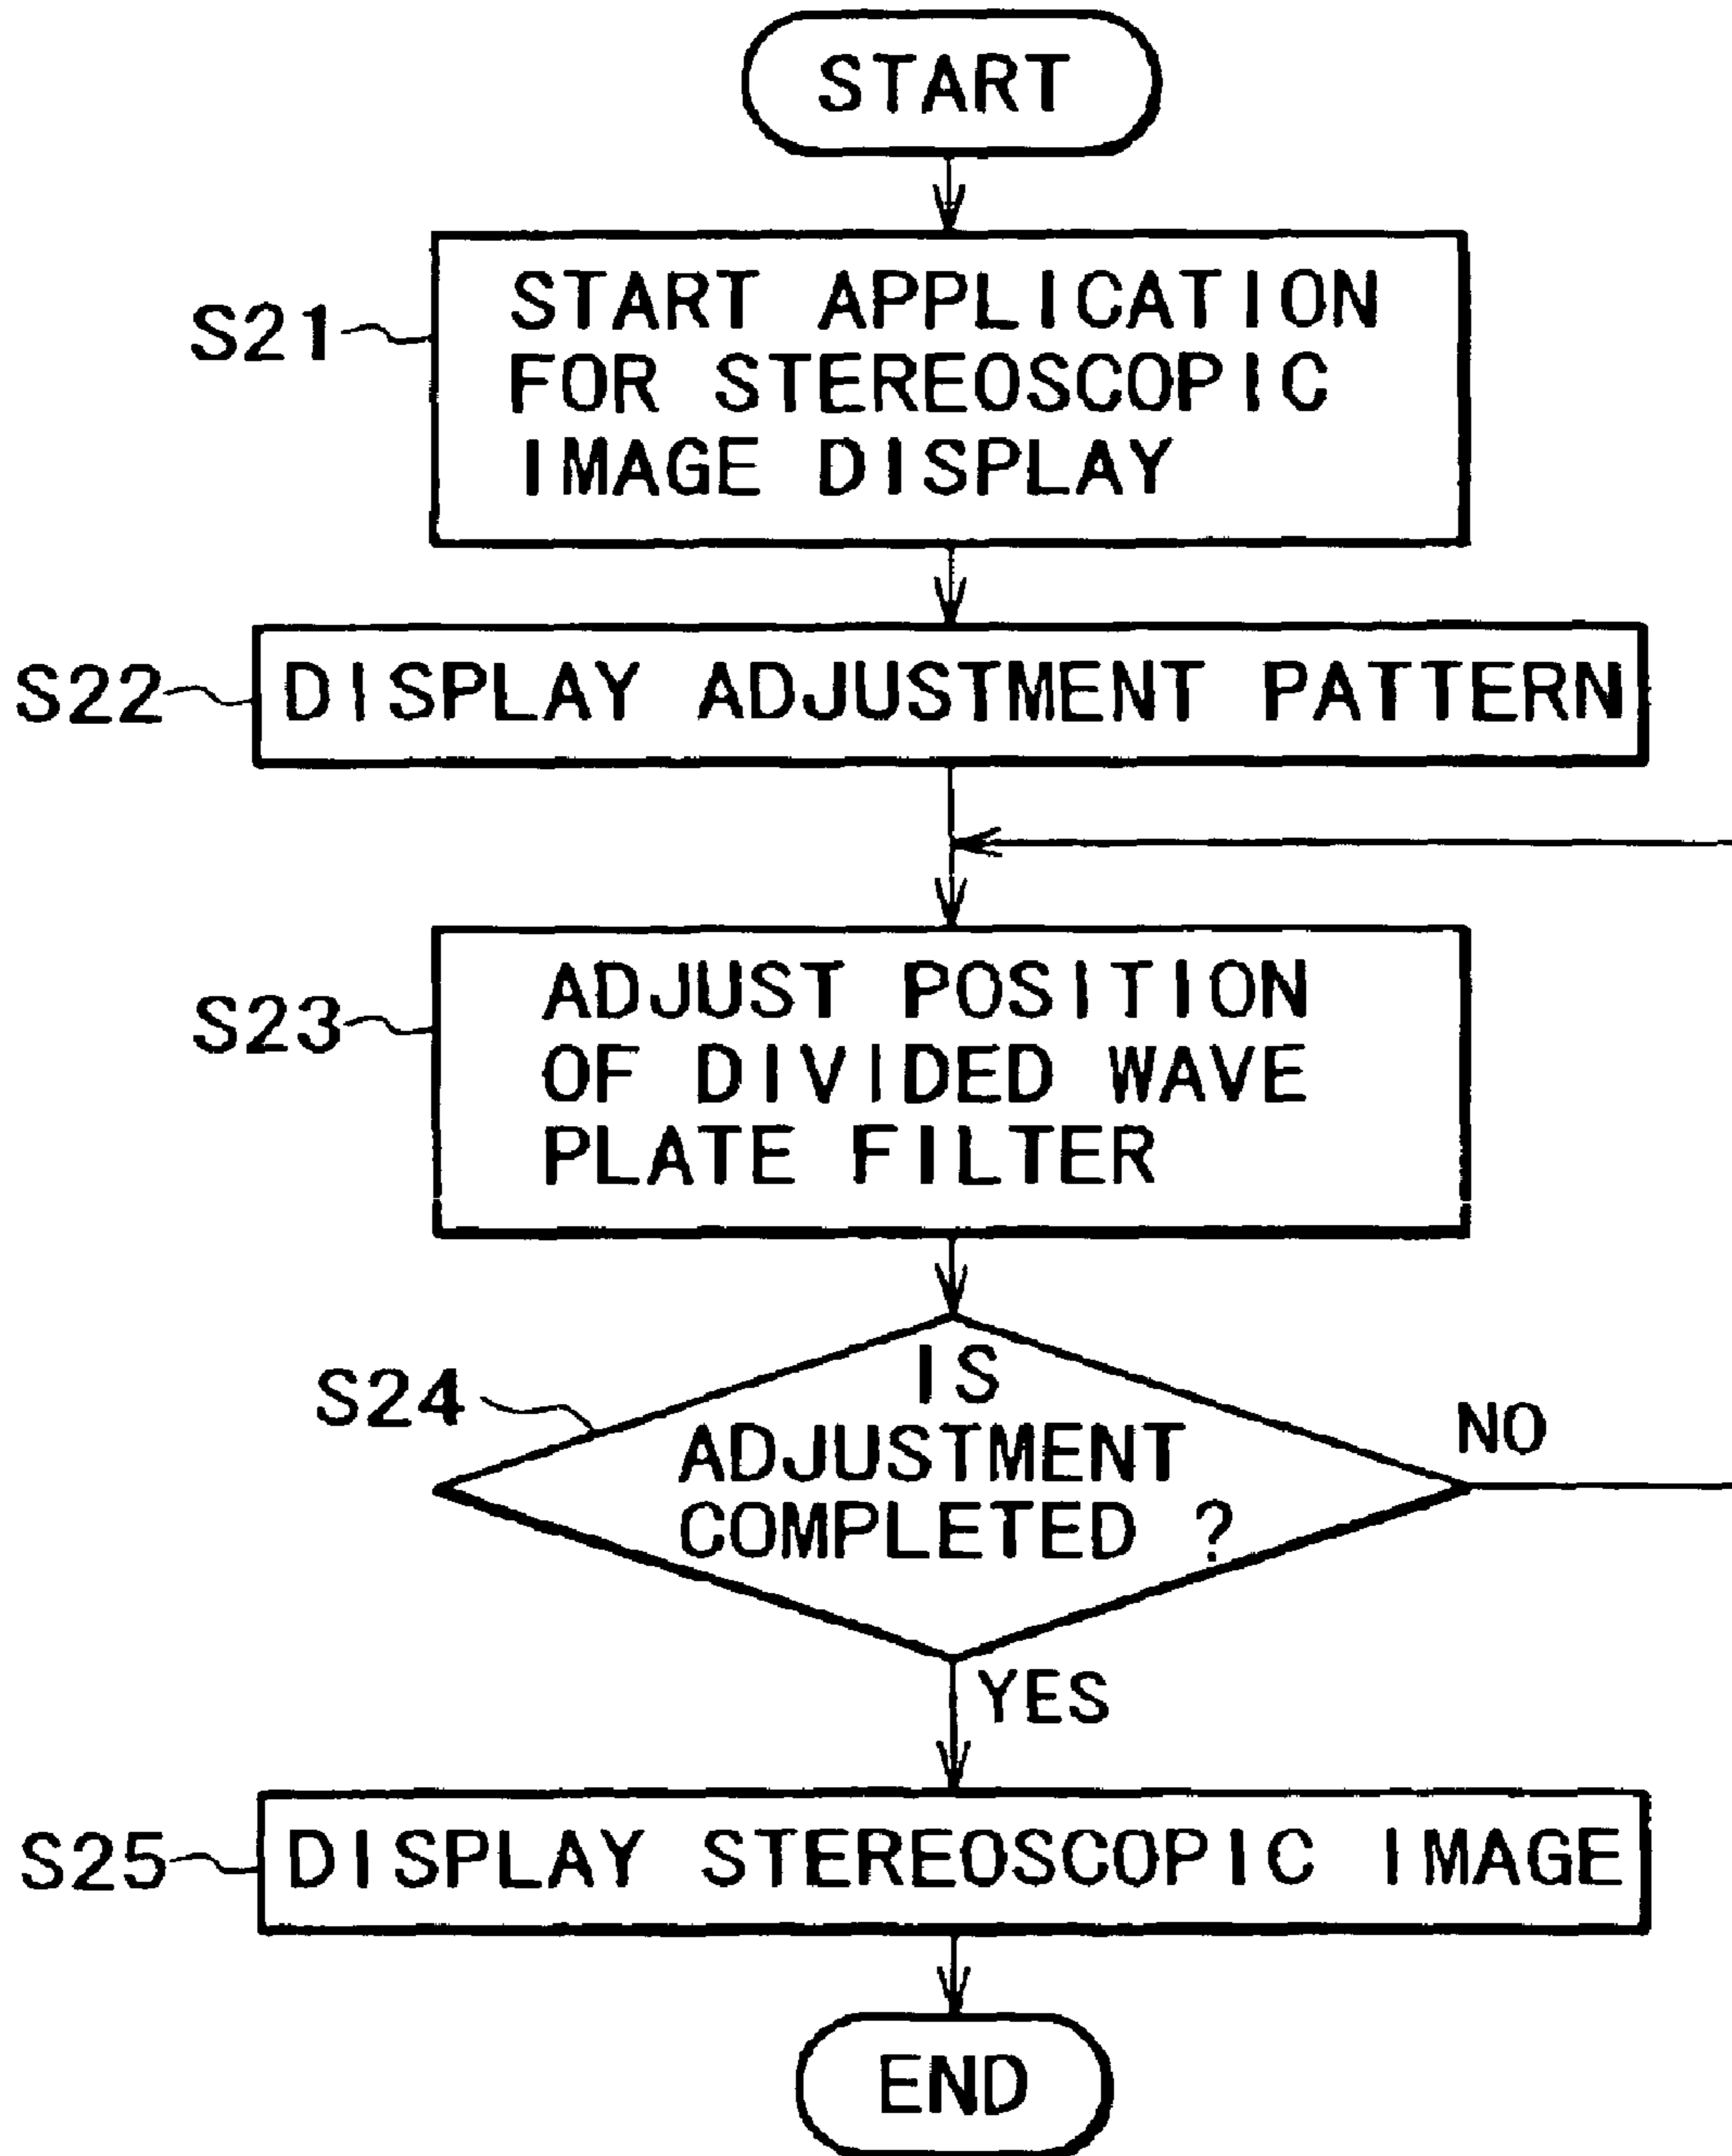 START
S21
START APPLICATION
FOR STEREOSCOPIC
IMAGE DISPLAY
S22
DISPLAY ADJUSTMENT PATTERN
S23
ADJUST POSITION
OF DIVIDED WAVE
PLATE FILTER
S24
IS
ADJUSTMENT
COMPLETED ?
NO
YES
S25
DISPLAY STEREOSCOPIC IMAGE
END